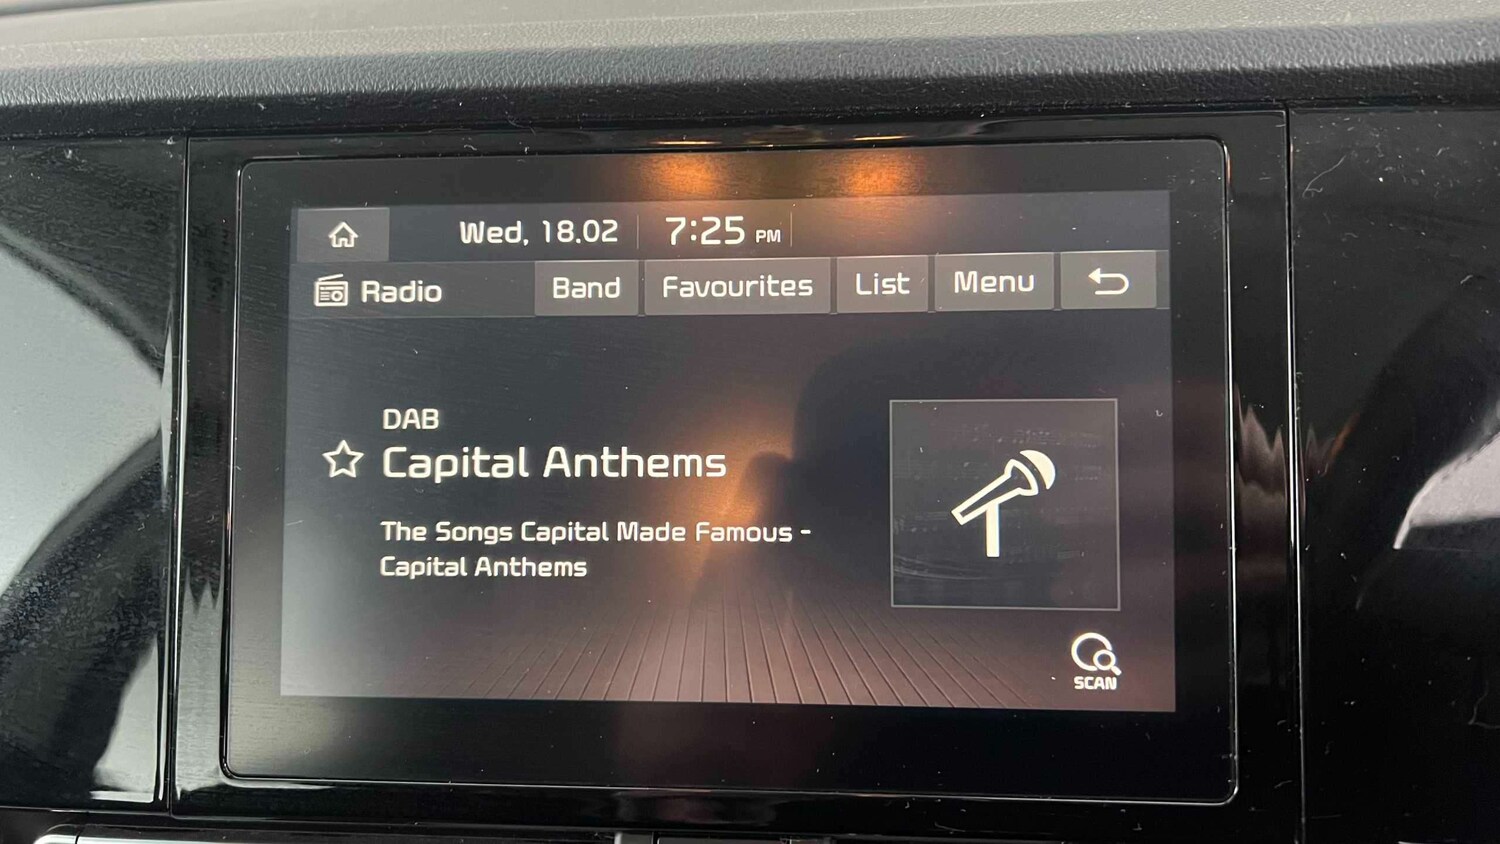 Wed, 18.02 7:25 PM
Radio Band Favourites List Menu
DAB
Capital Anthems
The Songs Capital Made Famous -
Capital Anthems
SCAN